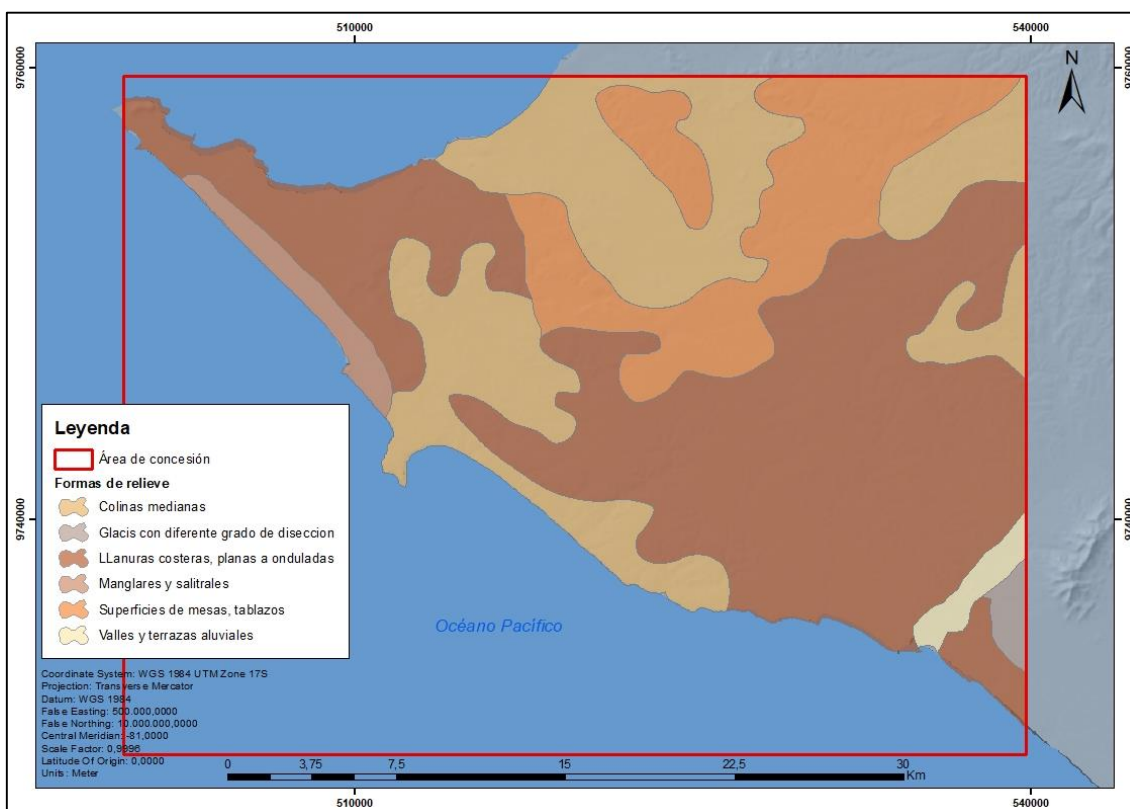 510000
540000
9760000
9760000
N
Leyenda
Área de concesión
Formas de relieve
Colinas medianas
Glacis con diferente grado de diseccion
LLanuras costeras, planas a onduladas
Manglares y salitrales
Superficies de mesas, tablazos
Valles y terrazas aluviales
9740000
9740000
Océano Pacífico
Coordinate System: WGS 1984 UTM Zone 17S
Projection: Transverse Mercator
Datum: WGS 1984
False Easting: 500.000,0000
False Northing: 10.000.000,0000
Central Meridian: -81,0000
Scale Factor: 0,9996
Latitude Of Origin: 0,0000
Units: Meter
0 3,75 7,5 15 22,5 30
Km
510000
540000